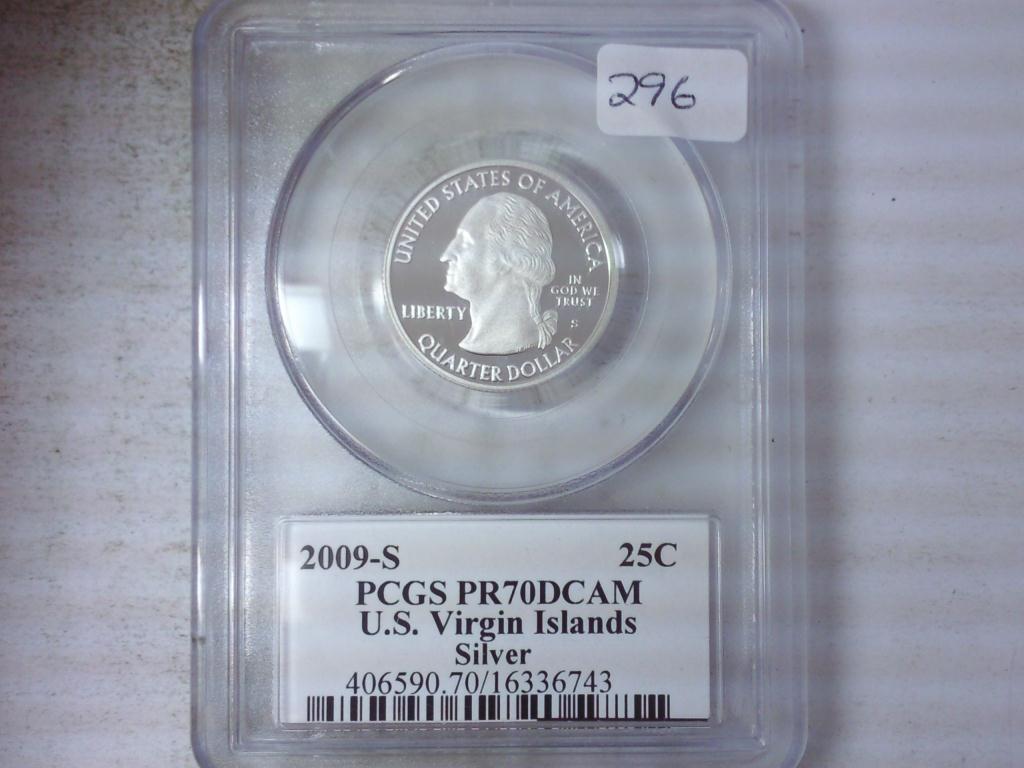 296
UNITED STATES OF AMERICA
IN
GOD WE
TRUST
LIBERTY
S
QUARTER DOLLAR
2009-S 25C
PCGS PR70DCAM
U.S. Virgin Islands
Silver
406590.70/16336743